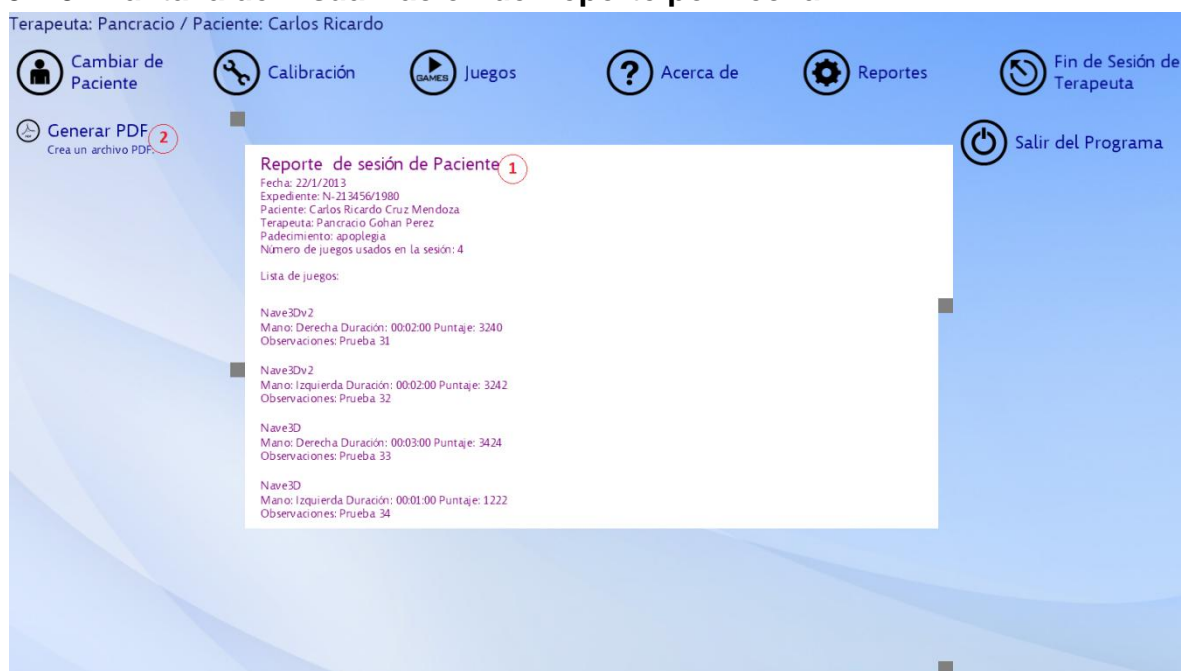 Terapeuta: Pancracio / Paciente: Carlos Ricardo
Cambiar de
Paciente
Calibración
GAMES
Juegos
?
Acerca de
Reportes
Fin de Sesión de
Terapeuta
Generar PDF
2
Crea un archivo PDF.
Salir del Programa
Reporte de sesión de Paciente
1
Fecha: 22/1/2013
Expediente: N-213456/1980
Paciente: Carlos Ricardo Cruz Mendoza
Terapeuta: Pancracio Gohan Perez
Padecimiento: apoplegia
Número de juegos usados en la sesión: 4
Lista de juegos:
Nave3Dv2
Mano: Derecha Duración: 00:02:00 Puntaje: 3240
Observaciones: Prueba 31
Nave3Dv2
Mano: Izquierda Duración: 00:02:00 Puntaje: 3242
Observaciones: Prueba 32
Nave3D
Mano: Derecha Duración: 00:03:00 Puntaje: 3424
Observaciones: Prueba 33
Nave3D
Mano: Izquierda Duración: 00:01:00 Puntaje: 1222
Observaciones: Prueba 34